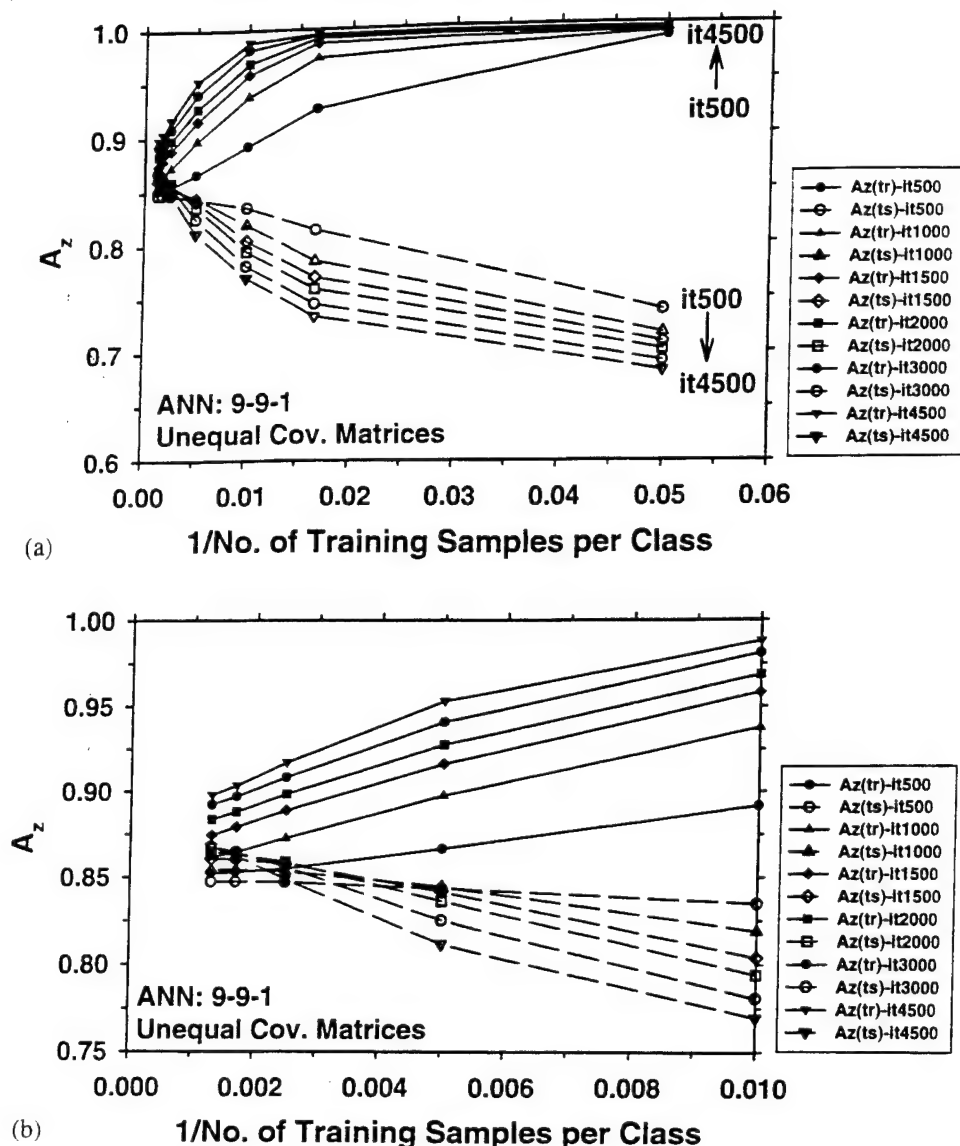 1.0
0.9
0.8
0.7
0.6
A_z
it4500
it500
it500
it4500
ANN: 9-9-1
Unequal Cov. Matrices
0.00 0.01 0.02 0.03 0.04 0.05 0.06
(a)
1/No. of Training Samples per Class
Az(tr)-it500
Az(ts)-it500
Az(tr)-it1000
Az(ts)-it1000
Az(tr)-it1500
Az(ts)-it1500
Az(tr)-it2000
Az(ts)-it2000
Az(tr)-it3000
Az(ts)-it3000
Az(tr)-it4500
Az(ts)-it4500
1.00
0.95
0.90
0.85
0.80
0.75
A_z
ANN: 9-9-1
Unequal Cov. Matrices
0.000 0.002 0.004 0.006 0.008 0.010
(b)
1/No. of Training Samples per Class
Az(tr)-it500
Az(ts)-it500
Az(tr)-it1000
Az(ts)-it1000
Az(tr)-it1500
Az(ts)-it1500
Az(tr)-it2000
Az(ts)-it2000
Az(tr)-it3000
Az(ts)-it3000
Az(tr)-it4500
Az(ts)-it4500